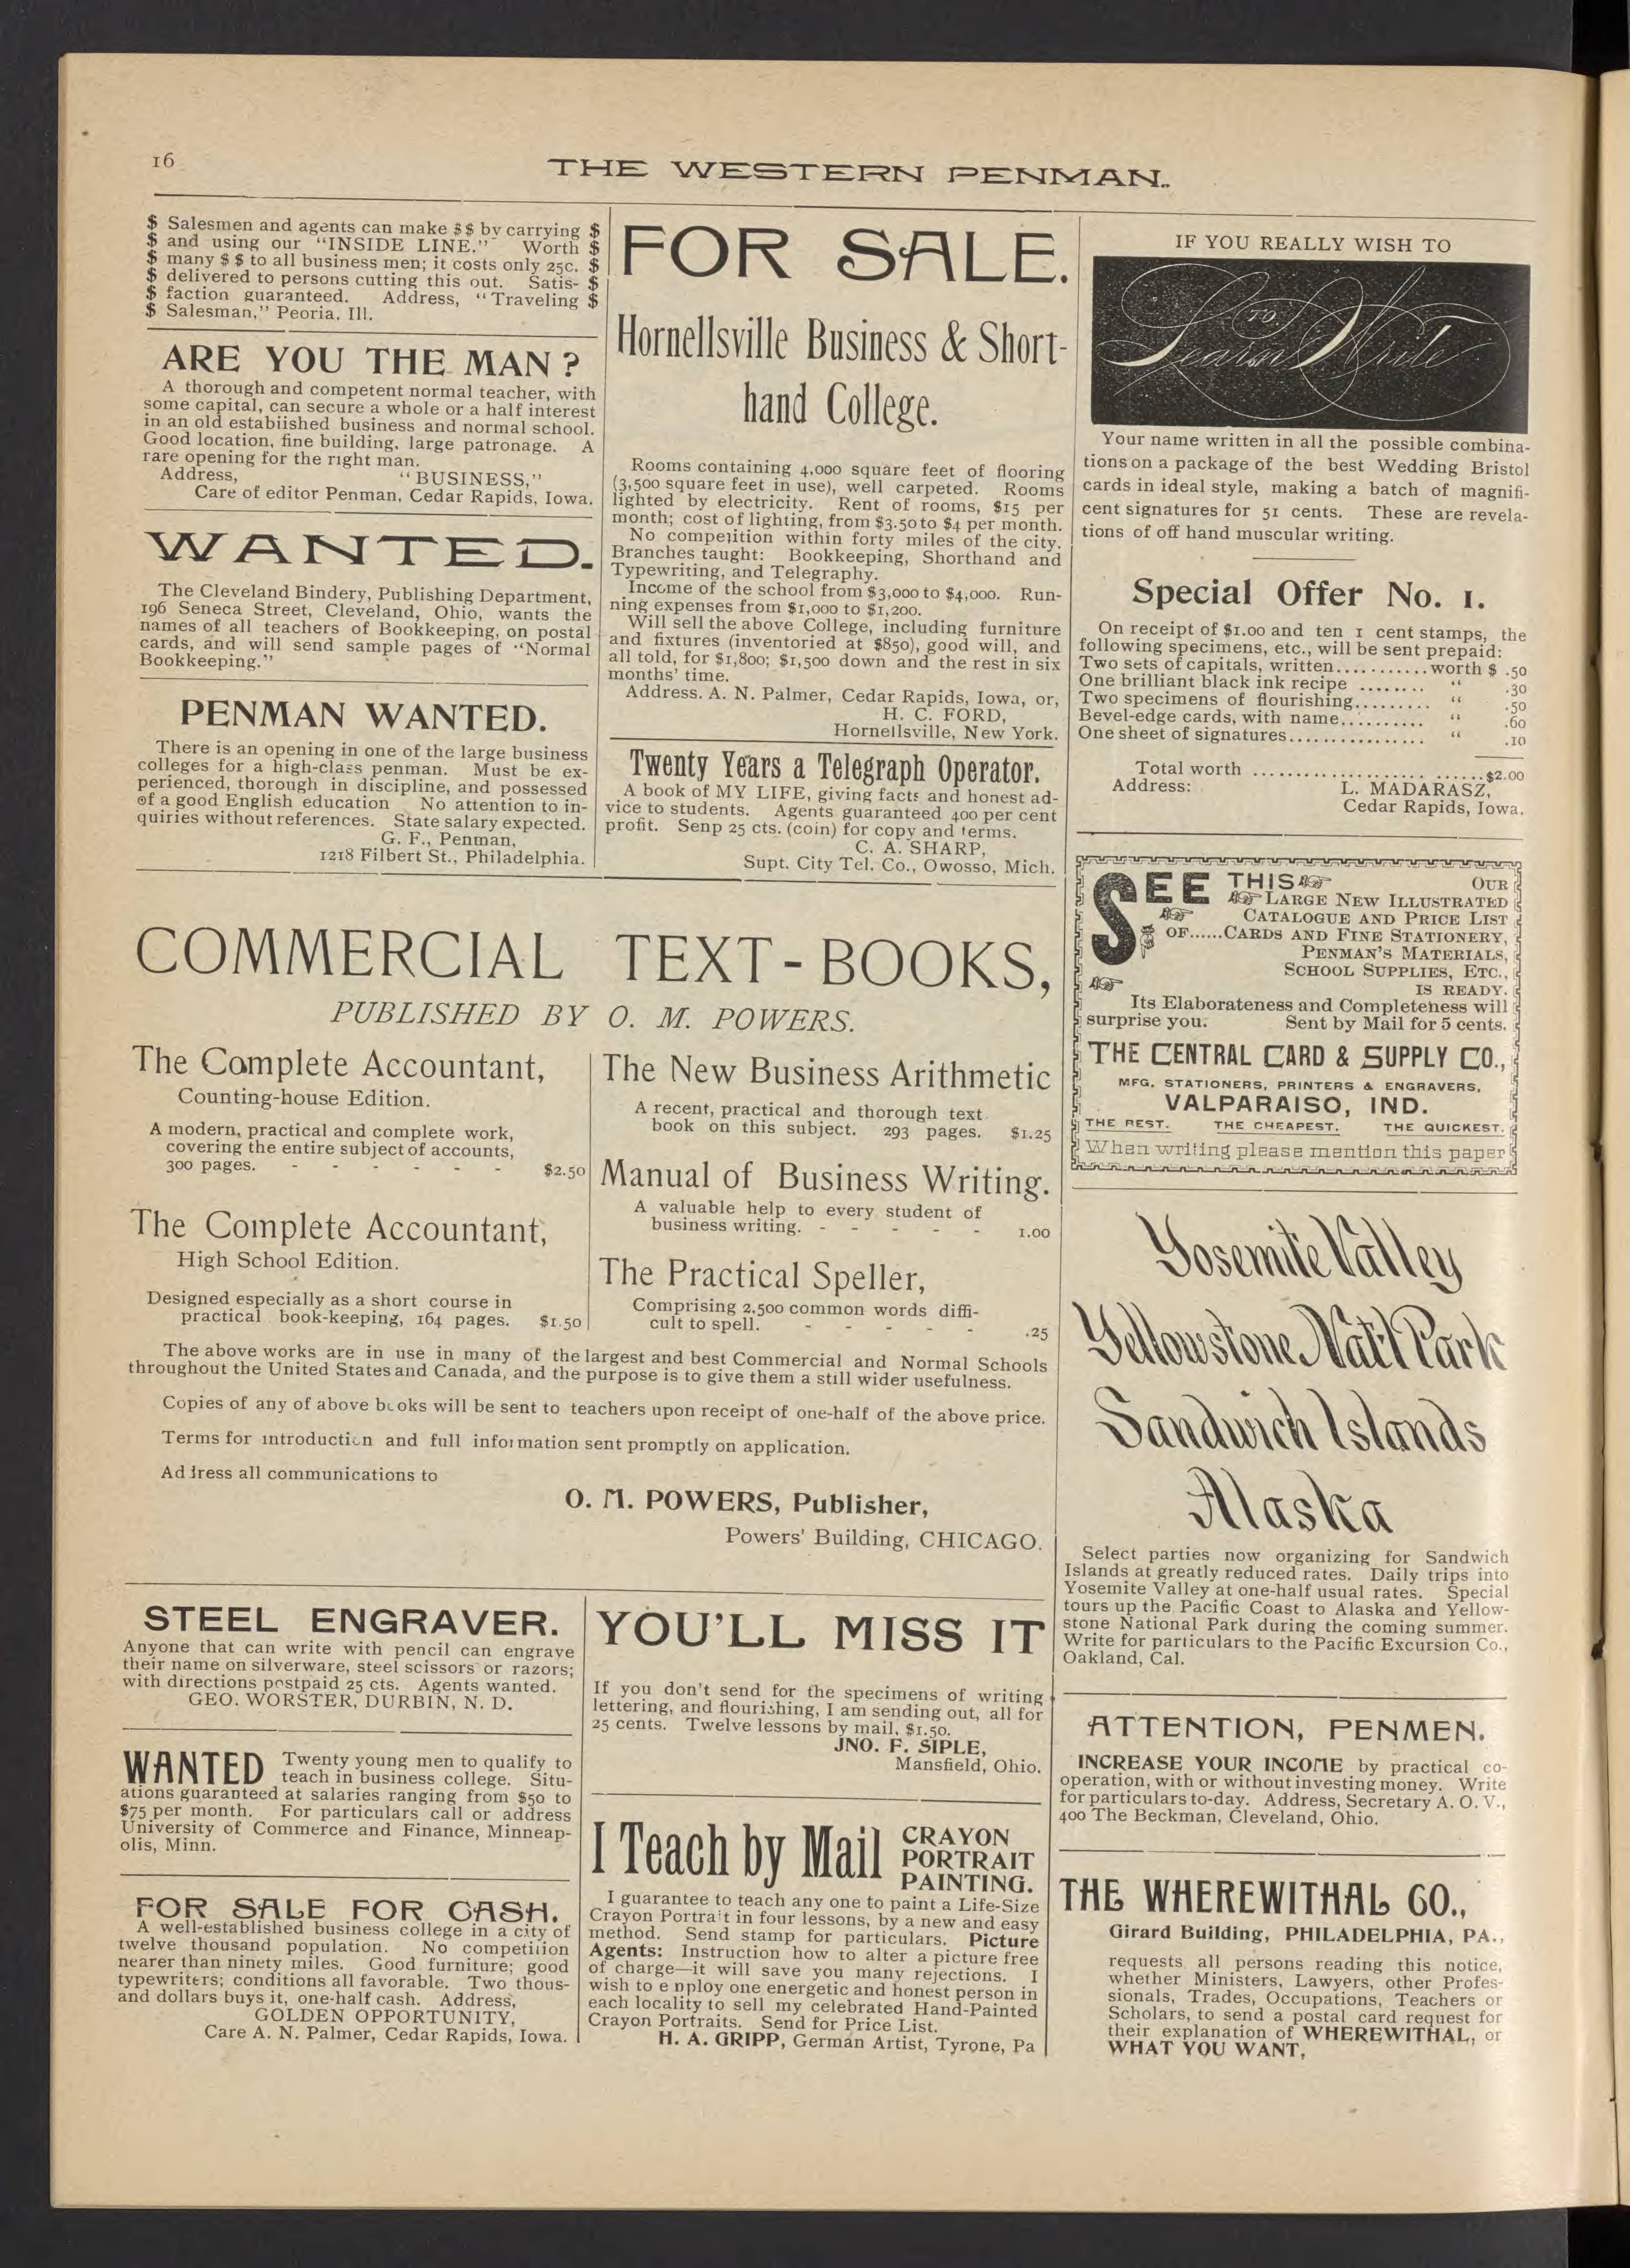 16
THE WESTERN PENMAN.
$ Salesmen and agents can make $$ by carrying $
$ and using our "INSIDE LINE." Worth $
$ many $ $ to all business men; it costs only 25c. $
$ delivered to persons cutting this out. Satis- $
$ faction guaranteed. Address, "Traveling $
$ Salesman," Peoria, Ill.
ARE YOU THE MAN?
A thorough and competent normal teacher, with
some capital, can secure a whole or a half interest
in an old estabiished business and normal school.
Good location, fine building, large patronage. A
rare opening for the right man.
Address, "BUSINESS,"
Care of editor Penman, Cedar Rapids, Iowa.
WANTED.
The Cleveland Bindery, Publishing Department,
196 Seneca Street, Cleveland, Ohio, wants the
names of all teachers of Bookkeeping, on postal
cards, and will send sample pages of "Normal
Bookkeeping."
PENMAN WANTED.
There is an opening in one of the large business
colleges for a high-class penman. Must be ex-
perienced, thorough in discipline, and possessed
of a good English education No attention to in-
quiries without references. State salary expected.
G. F., Penman,
1218 Filbert St., Philadelphia.
FOR SALE.
Hornellsville Business & Short-
hand College.
Rooms containing 4,000 square feet of flooring
(3,500 square feet in use), well carpeted. Rooms
lighted by electricity. Rent of rooms, $15 per
month; cost of lighting, from $3.50 to $4 per month.
No competition within forty miles of the city.
Branches taught: Bookkeeping, Shorthand and
Typewriting, and Telegraphy.
Income of the school from $3,000 to $4,000. Run-
ning expenses from $1,000 to $1,200.
Will sell the above College, including furniture
and fixtures (inventoried at $850), good will, and
all told, for $1,800; $1,500 down and the rest in six
months' time.
Address. A. N. Palmer, Cedar Rapids, Iowa, or,
H. C. FORD,
Hornellsville, New York.
Twenty Years a Telegraph Operator.
A book of MY LIFE, giving facts and honest ad-
vice to students. Agents guaranteed 400 per cent
profit. Senp 25 cts. (coin) for copy and terms.
C. A. SHARP,
Supt. City Tel. Co., Owosso, Mich.
IF YOU REALLY WISH TO
Learn TO Write
Your name written in all the possible combina-
tions on a package of the best Wedding Bristol
cards in ideal style, making a batch of magnifi-
cent signatures for 51 cents. These are revela-
tions of off hand muscular writing.
Special Offer No. 1.
On receipt of $1.00 and ten 1 cent stamps, the
following specimens, etc., will be sent prepaid:
Two sets of capitals, written...........worth $ .50
One brilliant black ink recipe ........ " .30
Two specimens of flourishing......... " .50
Bevel-edge cards, with name.......... " .60
One sheet of signatures................ " .10
Total worth ............................$2.00
Address: L. MADARASZ,
Cedar Rapids, Iowa.
SEE THIS OUR
LARGE NEW ILLUSTRATED
CATALOGUE AND PRICE LIST
OF......CARDS AND FINE STATIONERY,
PENMAN'S MATERIALS,
SCHOOL SUPPLIES, ETC.,
IS READY.
Its Elaborateness and Completeness will
surprise you. Sent by Mail for 5 cents.
THE CENTRAL CARD & SUPPLY CO.,
MFG. STATIONERS, PRINTERS & ENGRAVERS,
VALPARAISO, IND.
THE BEST. THE CHEAPEST. THE QUICKEST.
When writing please mention this paper
COMMERCIAL TEXT-BOOKS,
PUBLISHED BY O. M. POWERS.
The Complete Accountant,
Counting-house Edition.
A modern, practical and complete work,
covering the entire subject of accounts,
300 pages. - - - - - - $2.50
The Complete Accountant,
High School Edition.
Designed especially as a short course in
practical book-keeping, 164 pages. $1.50
The New Business Arithmetic
A recent, practical and thorough text
book on this subject. 293 pages. $1.25
Manual of Business Writing.
A valuable help to every student of
business writing. - - - - - 1.00
The Practical Speller,
Comprising 2,500 common words diffi-
cult to spell. - - - - - .25
The above works are in use in many of the largest and best Commercial and Normal Schools
throughout the United States and Canada, and the purpose is to give them a still wider usefulness.
Copies of any of above books will be sent to teachers upon receipt of one-half of the above price.
Terms for introduction and full information sent promptly on application.
Address all communications to
O. M. POWERS, Publisher,
Powers' Building, CHICAGO.
Yosemite Valley
Yellowstone Nat'l Park
Sandwich Islands
Alaska
Select parties now organizing for Sandwich
Islands at greatly reduced rates. Daily trips into
Yosemite Valley at one-half usual rates. Special
tours up the Pacific Coast to Alaska and Yellow-
stone National Park during the coming summer.
Write for particulars to the Pacific Excursion Co.,
Oakland, Cal.
STEEL ENGRAVER.
Anyone that can write with pencil can engrave
their name on silverware, steel scissors or razors;
with directions postpaid 25 cts. Agents wanted.
GEO. WORSTER, DURBIN, N. D.
WANTED Twenty young men to qualify to
teach in business college. Situ-
ations guaranteed at salaries ranging from $50 to
$75 per month. For particulars call or address
University of Commerce and Finance, Minneap-
olis, Minn.
FOR SALE FOR CASH.
A well-established business college in a city of
twelve thousand population. No competition
nearer than ninety miles. Good furniture; good
typewriters; conditions all favorable. Two thous-
and dollars buys it, one-half cash. Address,
GOLDEN OPPORTUNITY,
Care A. N. Palmer, Cedar Rapids, Iowa.
YOU'LL MISS IT
If you don't send for the specimens of writing
lettering, and flourishing, I am sending out, all for
25 cents. Twelve lessons by mail, $1.50.
JNO. F. SIPLE,
Mansfield, Ohio.
I Teach by Mail CRAYON
PORTRAIT
PAINTING.
I guarantee to teach any one to paint a Life-Size
Crayon Portrait in four lessons, by a new and easy
method. Send stamp for particulars. Picture
Agents: Instruction how to alter a picture free
of charge—it will save you many rejections. I
wish to employ one energetic and honest person in
each locality to sell my celebrated Hand-Painted
Crayon Portraits. Send for Price List.
H. A. GRIPP, German Artist, Tyrone, Pa
ATTENTION, PENMEN.
INCREASE YOUR INCOME by practical co-
operation, with or without investing money. Write
for particulars to-day. Address, Secretary A. O. V.,
400 The Beckman, Cleveland, Ohio.
THE WHEREWITHAL CO.,
Girard Building, PHILADELPHIA, PA.,
requests all persons reading this notice,
whether Ministers, Lawyers, other Profes-
sionals, Trades, Occupations, Teachers or
Scholars, to send a postal card request for
their explanation of WHEREWITHAL, or
WHAT YOU WANT,